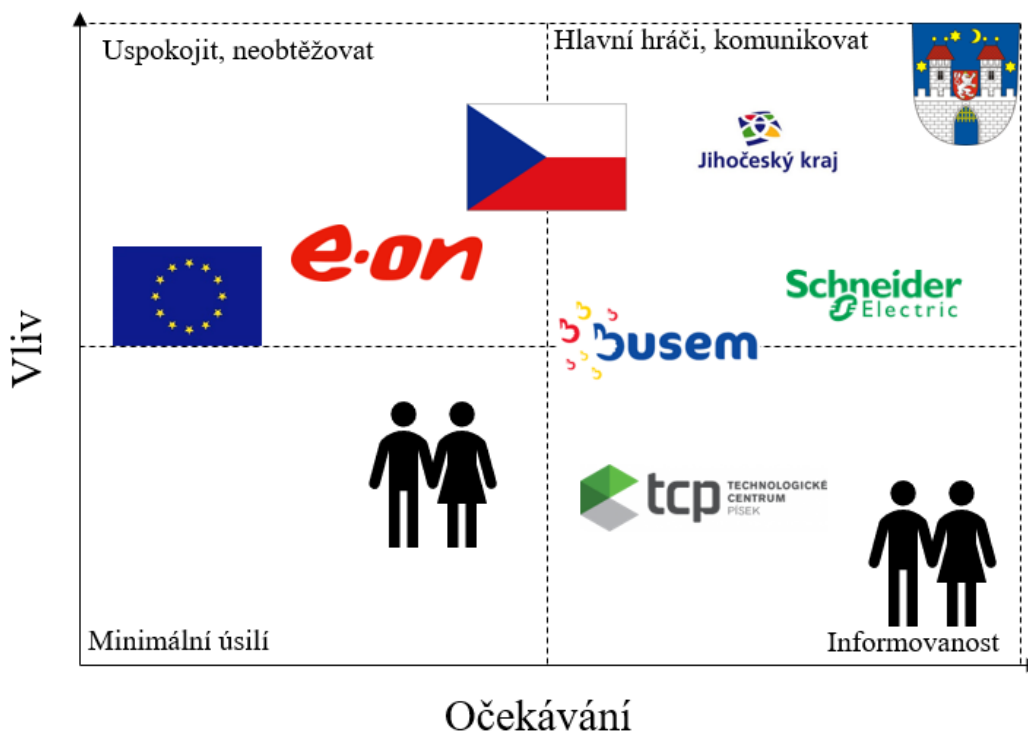 Uspokojit, neobtěžovat
Hlavní hráči, komunikovat
Jihočeský kraj
e·on
Schneider
Electric
busem
Vliv
tcp TECHNOLOGICKÉ
CENTRUM
PÍSEK
Minimální úsilí
Informovanost
Očekávání